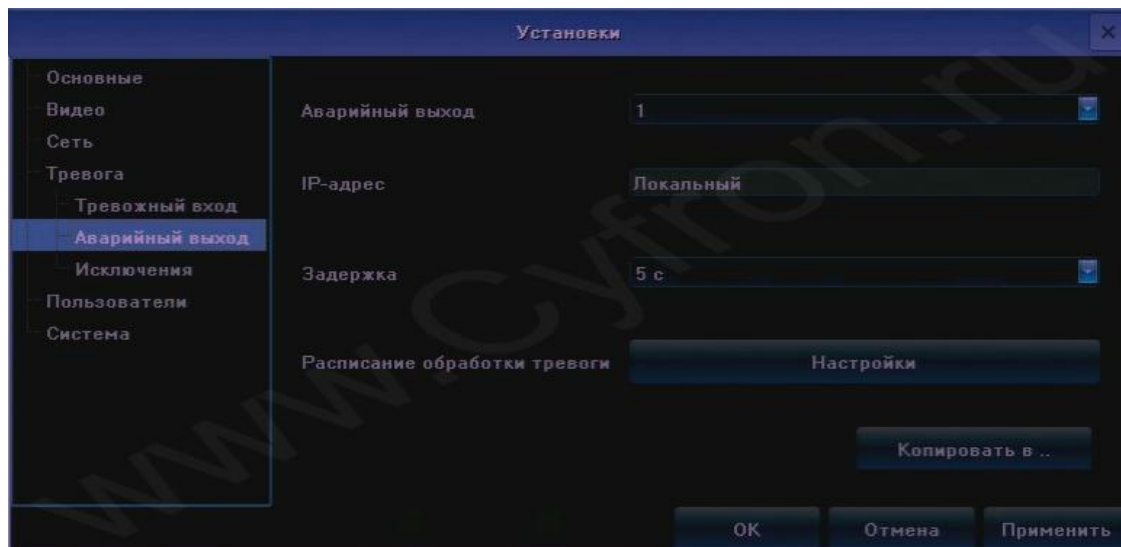 Установки
Основные
Видео
Сеть
Тревога
Тревожный вход
Аварийный выход
Исключения
Пользователи
Система
Аварийный выход 1
IP-адрес Локальный
Задержка 5 с
Расписание обработки тревоги Настройки
Копировать в ..
OK Отмена Применить
www.Cyfron.ru